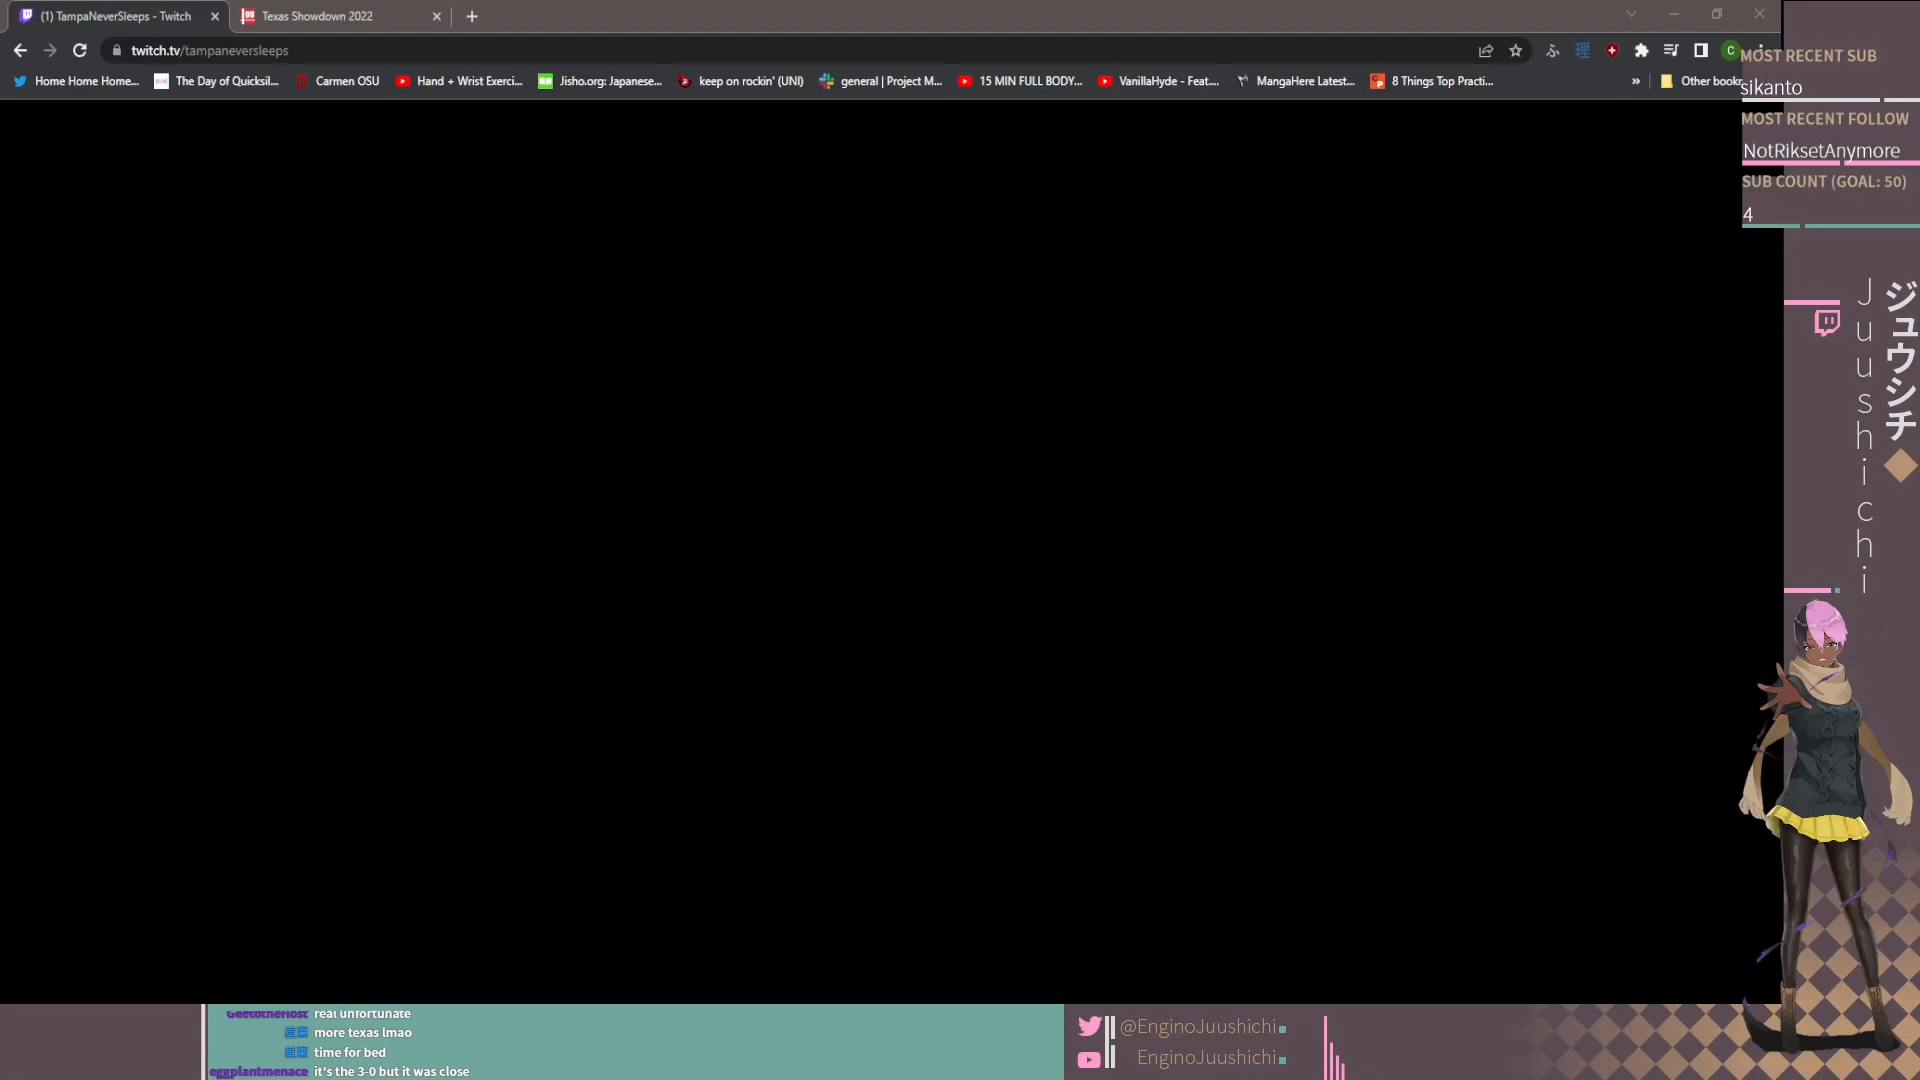 (1) TampaNeverSleeps - Twitch
Texas Showdown 2022
twitch.tv/tampaneversleeps
C
Home Home Home...
The Day of Quicksil...
Carmen OSU
Hand + Wrist Exerci...
Jisho.org: Japanese...
keep on rockin' (UNI)
general | Project M...
15 MIN FULL BODY...
VanillaHyde - Feat....
MangaHere Latest...
8 Things Top Practi...
»
Other bookr
MOST RECENT SUB
sikanto
MOST RECENT FOLLOW
NotRiksetAnymore
SUB COUNT (GOAL: 50)
4
ジュウシチ
Juushichi
Geetothehost real unfortunate
more texas lmao
time for bed
eggplantmenace it's the 3-0 but it was close
@EnginoJuushichi
EnginoJuushichi